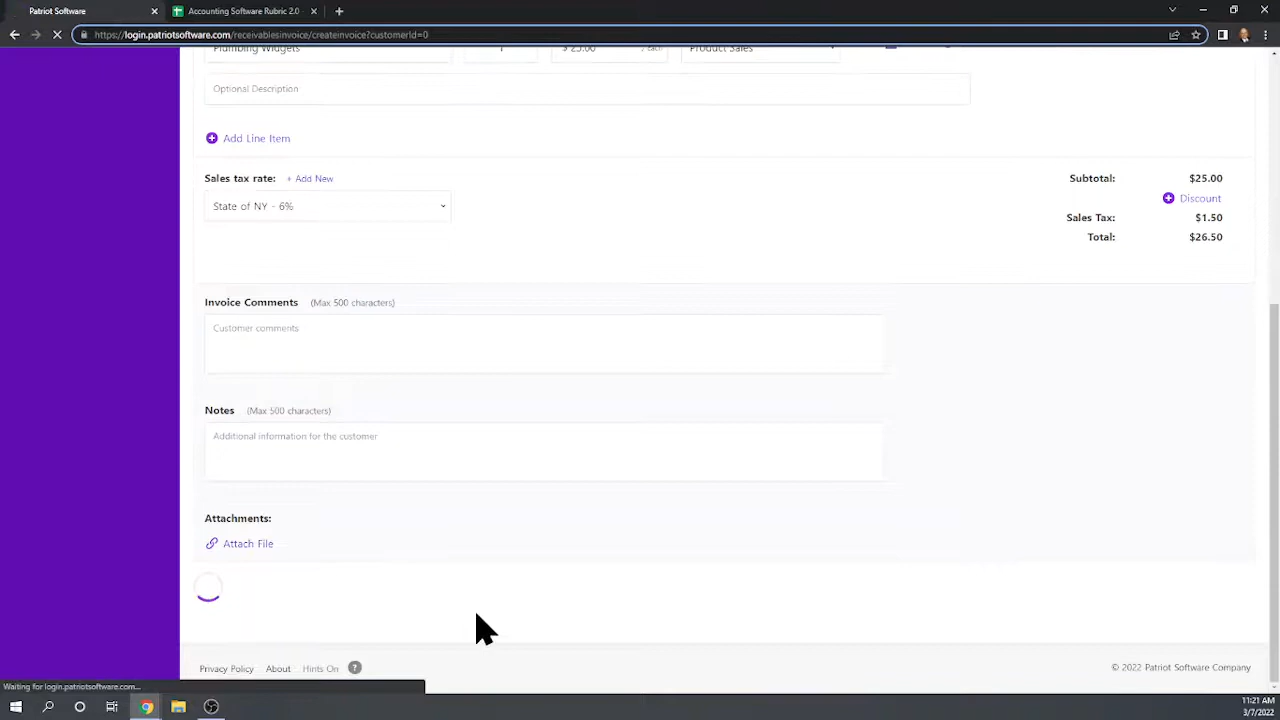 Patriot Software
Accounting Software Rubric 2.0
https://login.patriotsoftware.com/receivablesinvoice/createinvoice?customerId=0
Plumbing Widgets 1 $ 25.00 / each Product Sales
Optional Description
Add Line Item
Sales tax rate: + Add New
Subtotal: $25.00
State of NY - 6%
Discount
Sales Tax: $1.50
Total: $26.50
Invoice Comments (Max 500 characters)
Customer comments
Notes (Max 500 characters)
Additional information for the customer
Attachments:
Attach File
Privacy Policy About Hints On ?
© 2022 Patriot Software Company
Waiting for login.patriotsoftware.com...
11:21 AM
3/7/2022